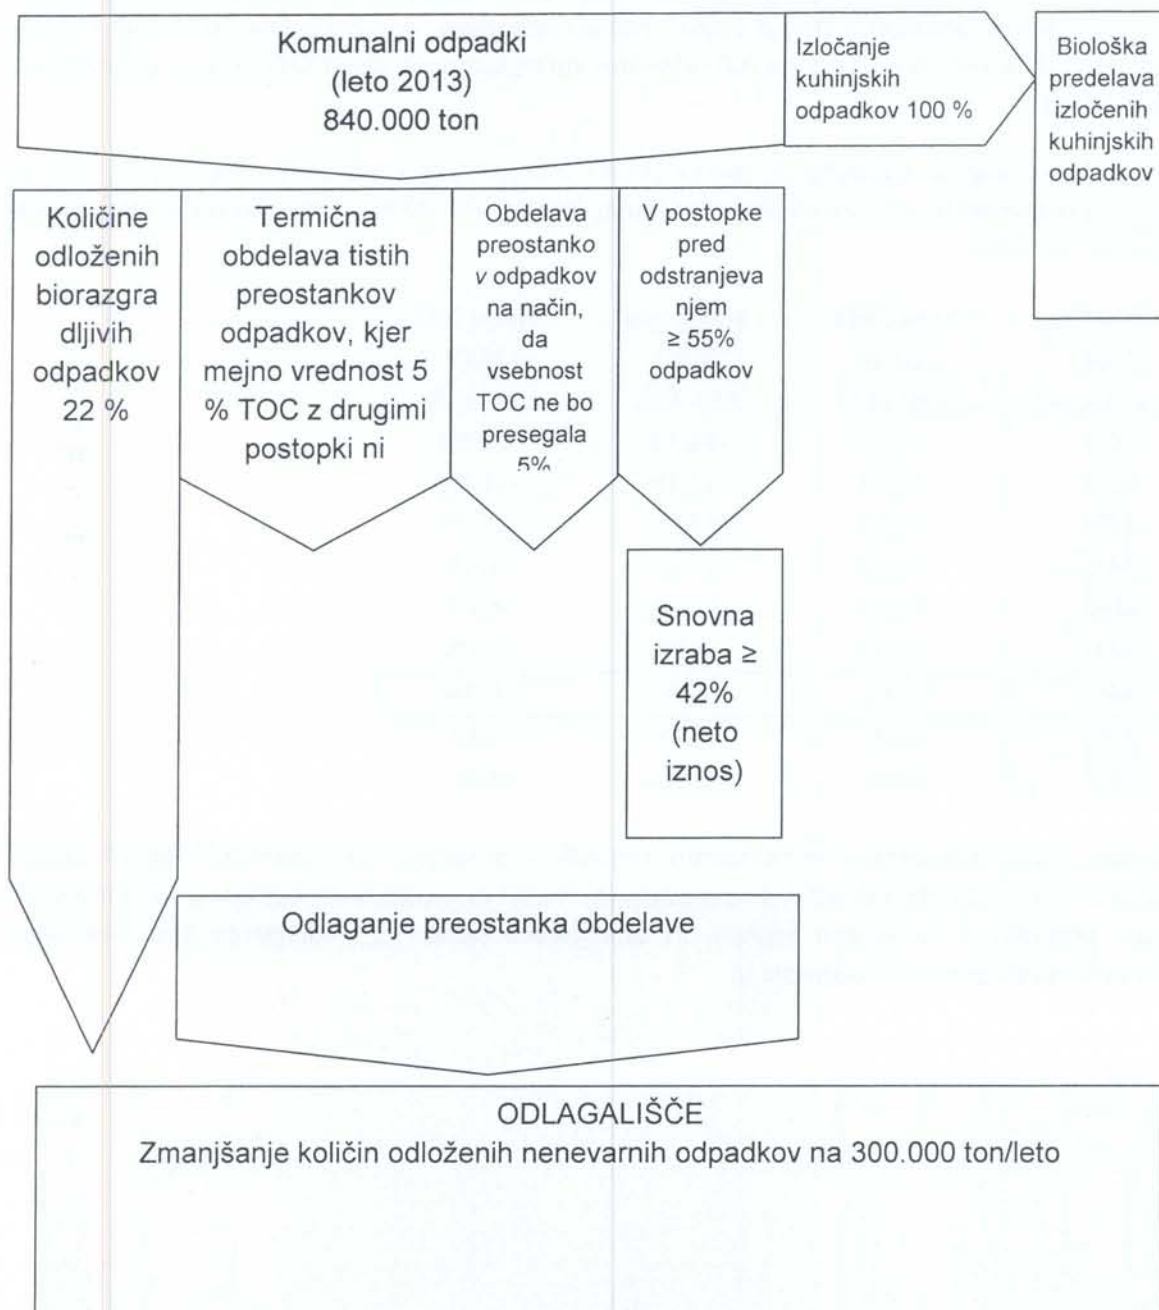 Komunalni odpadki
(leto 2013)
840.000 ton
Izločanje
kuhinjskih
odpadkov 100 %
Biološka
predelava
izločenih
kuhinjskih
odpadkov
Količine
odloženih
biorazgra
dljivih
odpadkov
22 %
Termična
obdelava tistih
preostankov
odpadkov, kjer
mejno vrednost 5
% TOC z drugimi
postopki ni
Obdelava
preostanko
v odpadkov
na način,
da
vsebnost
TOC ne bo
presegala
5%
V postopke
pred
odstranjeva
njem
≥ 55%
odpadkov
Snovna
izraba ≥
42%
(neto
iznos)
Odlaganje preostanka obdelave
ODLAGALIŠČE
Zmanjšanje količin odloženih nenevarnih odpadkov na 300.000 ton/leto